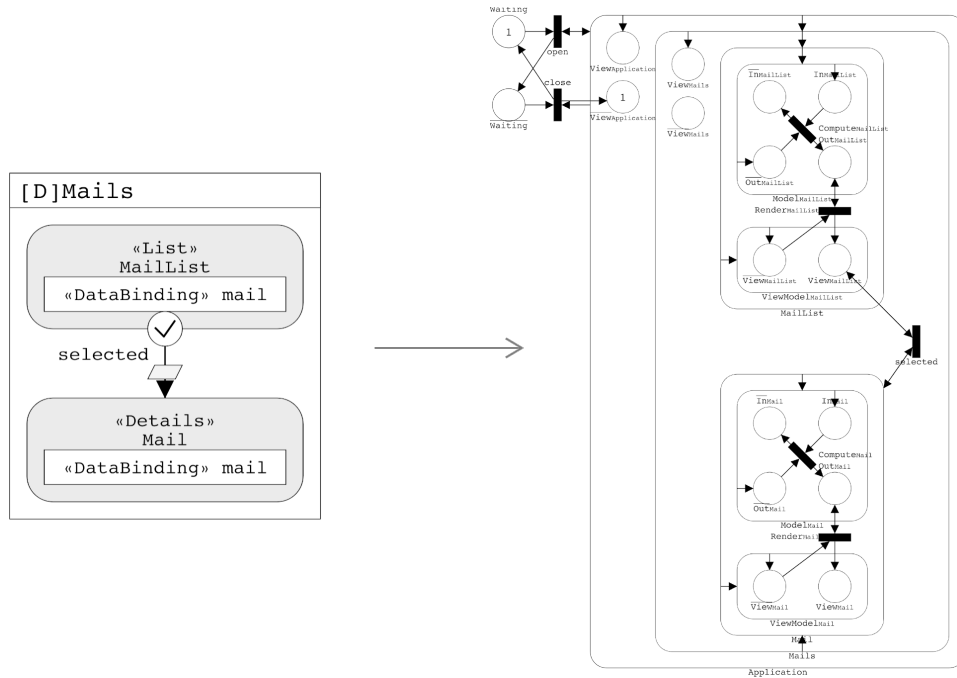 [D]Mails
«List»
MailList
«DataBinding» mail
selected
«Details»
Mail
«DataBinding» mail
Waiting
1
open
close
Waiting
ViewApplication
1
ViewApplication
ViewMails
ViewMails
InMailList
InMailList
ComputeMailList
OutMailList
OutMailList
ModelMailList
RenderMailList
ViewMailList
ViewMailList
ViewModelMailList
MailList
selected
InMail
InMail
ComputeMail
OutMail
OutMail
ModelMail
RenderMail
ViewMail
ViewMail
ViewModelMail
Mail
Mails
Application